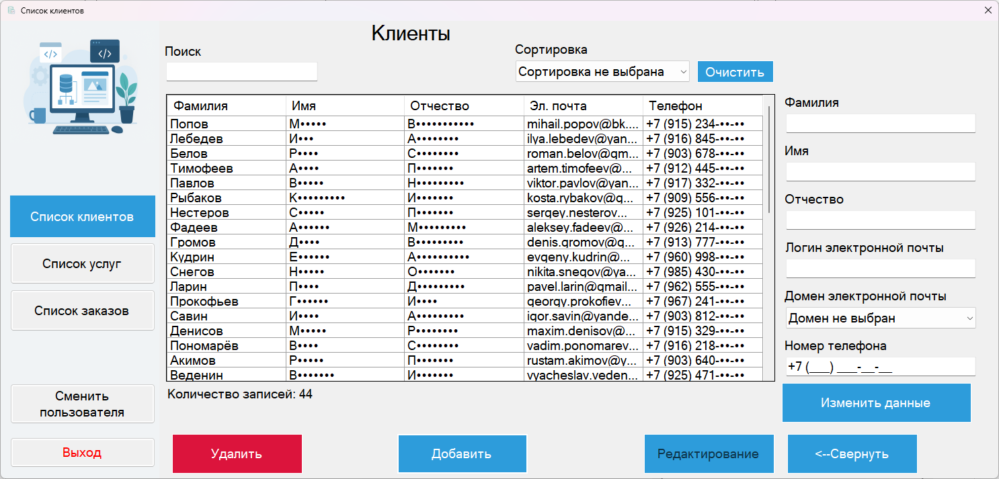 Список клиентов
</>
</>
Клиенты
Поиск
Сортировка
Сортировка не выбрана
Очистить
Фамилия Имя Отчество Эл. почта Телефон
Попов М••••• В••••••••••• mihail.popov@bk.... +7 (915) 234-••-••
Лебедев И••• А•••••••• ilya.lebedev@yan... +7 (916) 845-••-••
Белов Р•••• С•••••••• roman.belov@gm... +7 (903) 678-••-••
Тимофеев А•••• П••••••• artem.timofeev@... +7 (912) 445-••-••
Павлов В••••• Н••••••••• viktor.pavlov@yan... +7 (917) 332-••-••
Рыбаков К••••••••• И••••••• kosta.rybakov@g... +7 (909) 556-••-••
Нестеров С••••• П••••••• sergey.nesterov... +7 (925) 101-••-••
Фадеев А•••••• М••••••••• aleksey.fadeev@... +7 (926) 214-••-••
Громов Д•••• В••••••••• denis.gromov@g... +7 (913) 777-••-••
Кудрин Е•••••• А•••••••••• evgeny.kudrin@... +7 (960) 998-••-••
Снегов Н••••• О••••••• nikita.snegov@ya... +7 (985) 430-••-••
Ларин П•••• Д••••••••• pavel.larin@gmail... +7 (962) 555-••-••
Прокофьев Г•••••• И•••• georgy.prokofiev... +7 (967) 241-••-••
Савин И•••• А••••••••• igor.savin@yande... +7 (903) 812-••-••
Денисов М••••• Р•••••••• maxim.denisov@... +7 (915) 329-••-••
Пономарёв В•••• С•••••••• vadim.ponomarev... +7 (916) 218-••-••
Акимов Р••••• П••••••• rustam.akimov@y... +7 (903) 640-••-••
Веденин В••••••• И••••••• vyacheslav.veden... +7 (925) 471-••-••
Количество записей: 44
Список клиентов
Список услуг
Список заказов
Сменить
пользователя
Выход
Фамилия
Имя
Отчество
Логин электронной почты
Домен электронной почты
Домен не выбран
Номер телефона
+7 (___) ___-__-__
Изменить данные
Удалить
Добавить
Редактирование
<--Свернуть